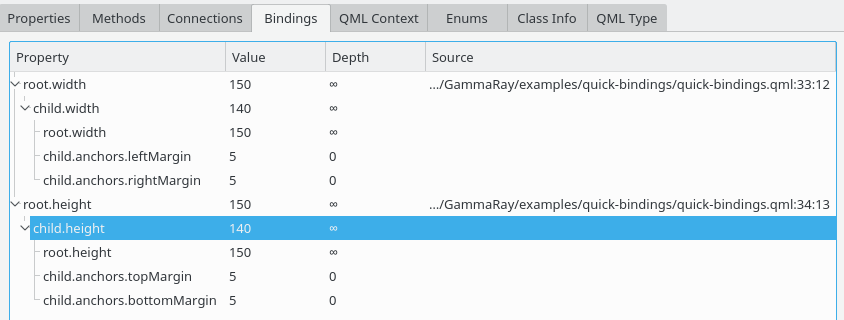 Properties Methods Connections Bindings QML Context Enums Class Info QML Type
Property Value Depth Source
root.width 150 ∞ .../GammaRay/examples/quick-bindings/quick-bindings.qml:33:12
child.width 140 ∞
root.width 150 ∞
child.anchors.leftMargin 5 0
child.anchors.rightMargin 5 0
root.height 150 ∞ .../GammaRay/examples/quick-bindings/quick-bindings.qml:34:13
child.height 140 ∞
root.height 150 ∞
child.anchors.topMargin 5 0
child.anchors.bottomMargin 5 0